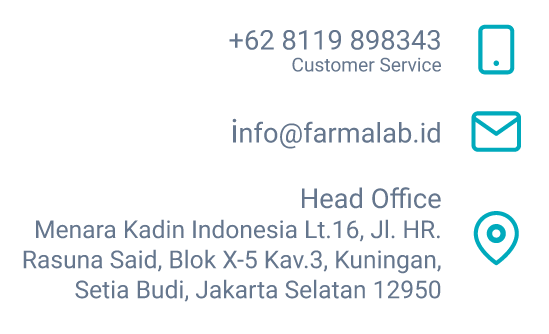 +62 8119 898343
Customer Service
info@farmalab.id
Head Office
Menara Kadin Indonesia Lt.16, Jl. HR.
Rasuna Said, Blok X-5 Kav.3, Kuningan,
Setia Budi, Jakarta Selatan 12950